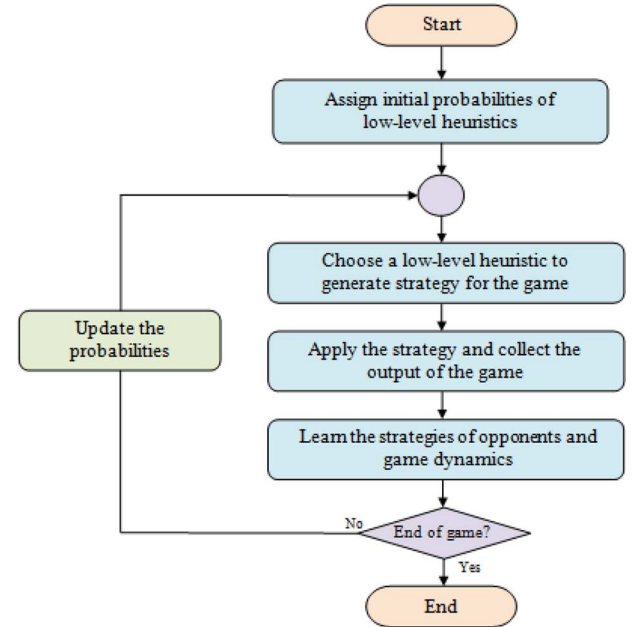 Start
Assign initial probabilities of
low-level heuristics
Choose a low-level heuristic to
generate strategy for the game
Update the
probabilities
Apply the strategy and collect the
output of the game
Learn the strategies of opponents and
game dynamics
No
End of game?
Yes
End